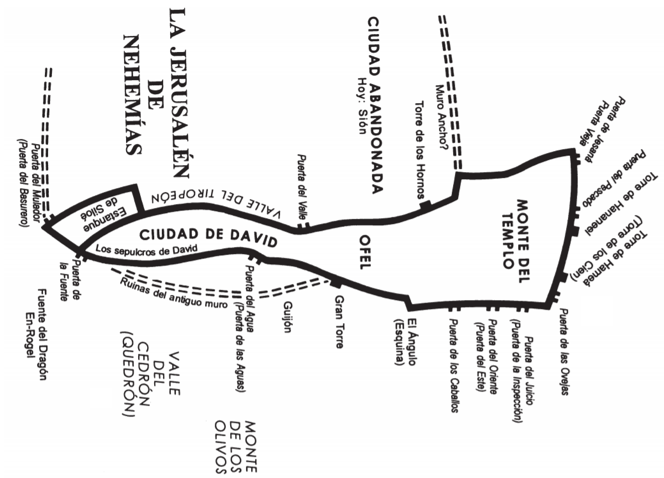 LA JERUSALÉN
DE
NEHEMÍAS
CIUDAD ABANDONADA
Hoy: Sión
Muro Ancho?
Torre de los Hornos
Puerta de Jesaná
Puerta Vieja
Puerta del Pescado
Torre de Hananeel
Torre de Hameá
(Torre de los Cien)
MONTE DEL
TEMPLO
Puerta de las Ovejas
Puerta del Juicio
(Puerta de la Inspección)
Puerta del Oriente
(Puerta del Este)
Puerta de los Caballos
El Ángulo
(Esquina)
OFEL
Puerta del Valle
VALLE DEL TIROPEÓN
CIUDAD DE DAVID
Los sepulcros de David
Estanque
de Siloé
Puerta del Mulador
(Puerta del Basurero)
Puerta de
la Fuente
Fuente del Dragón
En-Rogel
Ruinas del antiguo muro
Puerta del Agua
(Puerta de las Aguas)
Guijón
Gran Torre
VALLE
DEL
CEDRÓN
(QUEDRÓN)
MONTE
DE LOS
OLIVOS